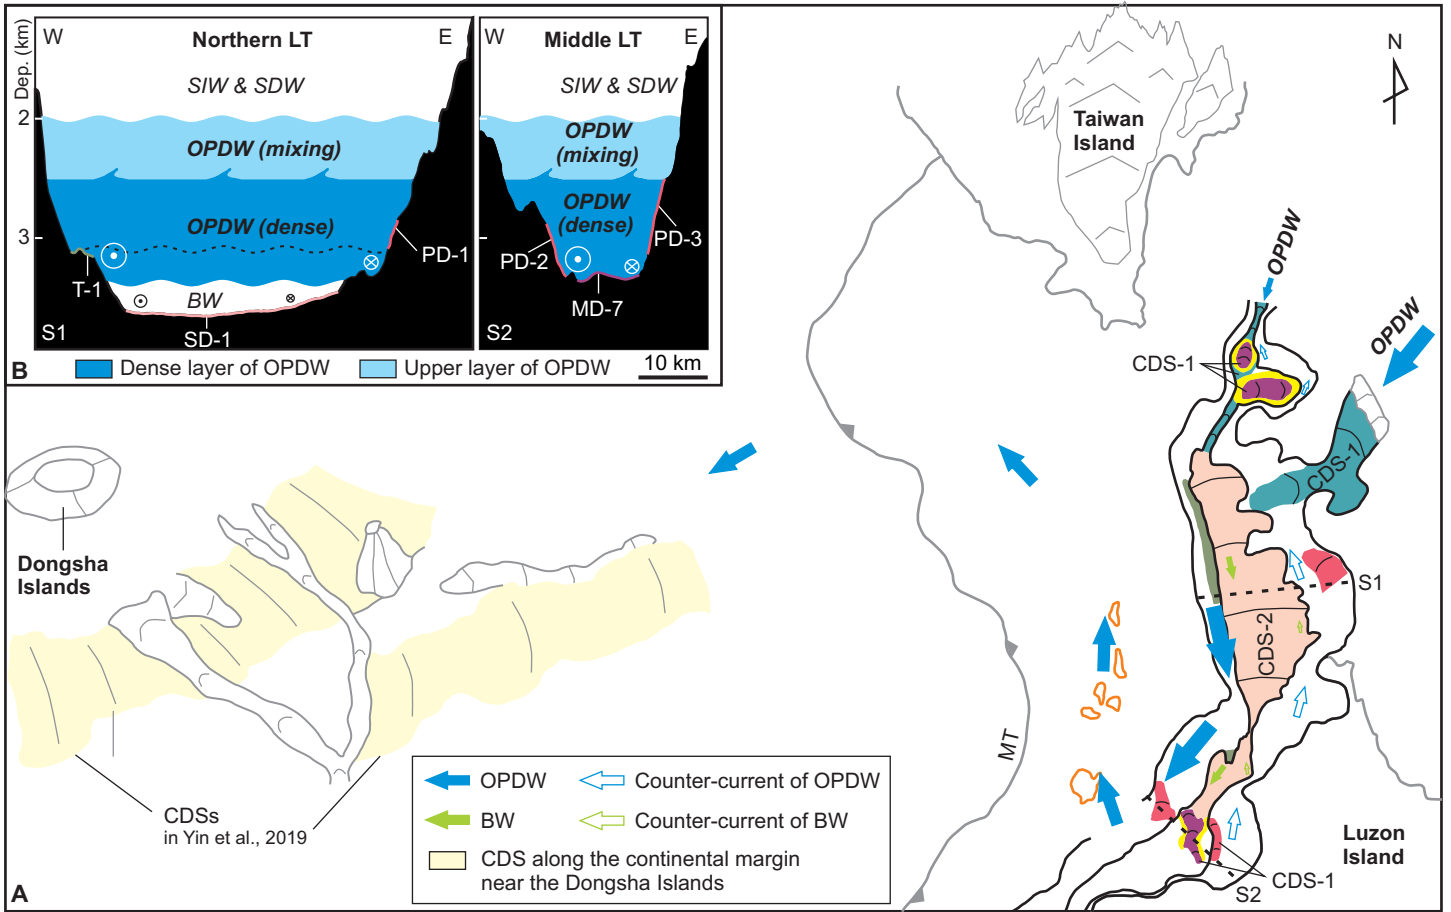 W
Northern LT
E
W
Middle LT
E
Dep. (km)
SIW & SDW
SIW & SDW
2
OPDW (mixing)
OPDW
(mixing)
OPDW (dense)
OPDW
(dense)
3
T-1
PD-1
PD-2
PD-3
BW
MD-7
S1
SD-1
S2
B
Dense layer of OPDW
Upper layer of OPDW
10 km
Taiwan
Island
N
OPDW
OPDW
CDS-1
CDS-1
S1
CDS-2
MT
Dongsha
Islands
CDSs
in Yin et al., 2019
OPDW
Counter-current of OPDW
BW
Counter-current of BW
CDS along the continental margin
near the Dongsha Islands
Luzon
Island
CDS-1
S2
A